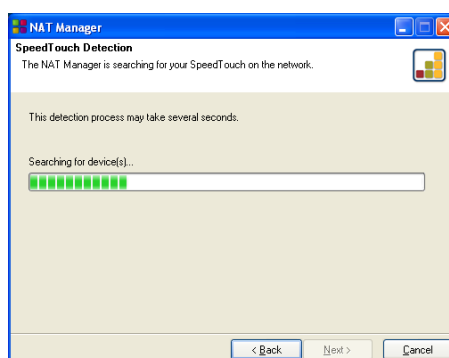 NAT Manager
SpeedTouch Detection
The NAT Manager is searching for your SpeedTouch on the network.
This detection process may take several seconds.
Searching for device(s)...
< Back
Next >
Cancel